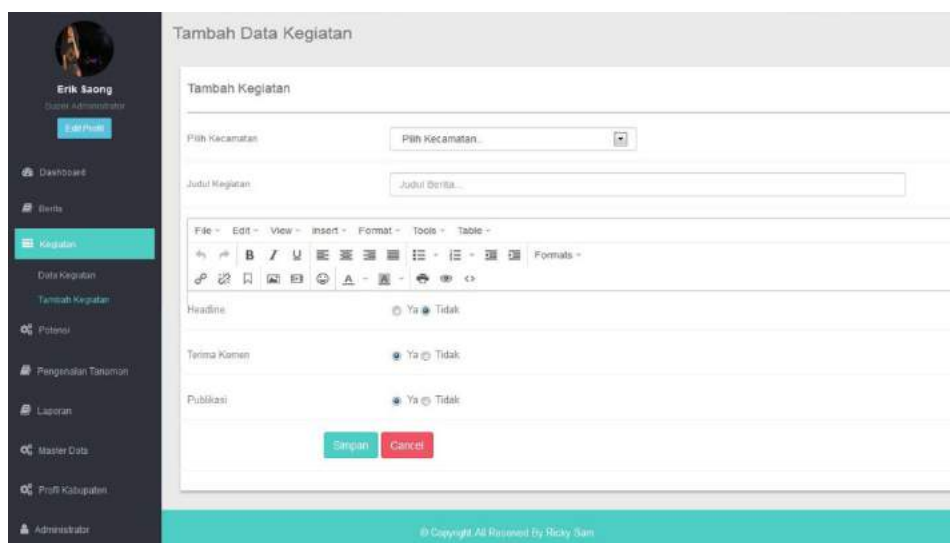 Erik Saong
Super Administrator
Edit Profil
Dashboard
Berita
Kegiatan
Data Kegiatan
Tambah Kegiatan
Potensi
Pengenalan Tanaman
Laporan
Master Data
Profil Kabupaten
Administrator
Tambah Data Kegiatan
Tambah Kegiatan
Pilih Kecamatan
Pilih Kecamatan...
Judul Kegiatan
Judul Berita...
File Edit View Insert Format Tools Table
B I U Formats
A A
Headline
Ya Tidak
Terima Komen
Ya Tidak
Publikasi
Ya Tidak
Simpan Cancel
© Copyright All Reserved By Ricky Sam